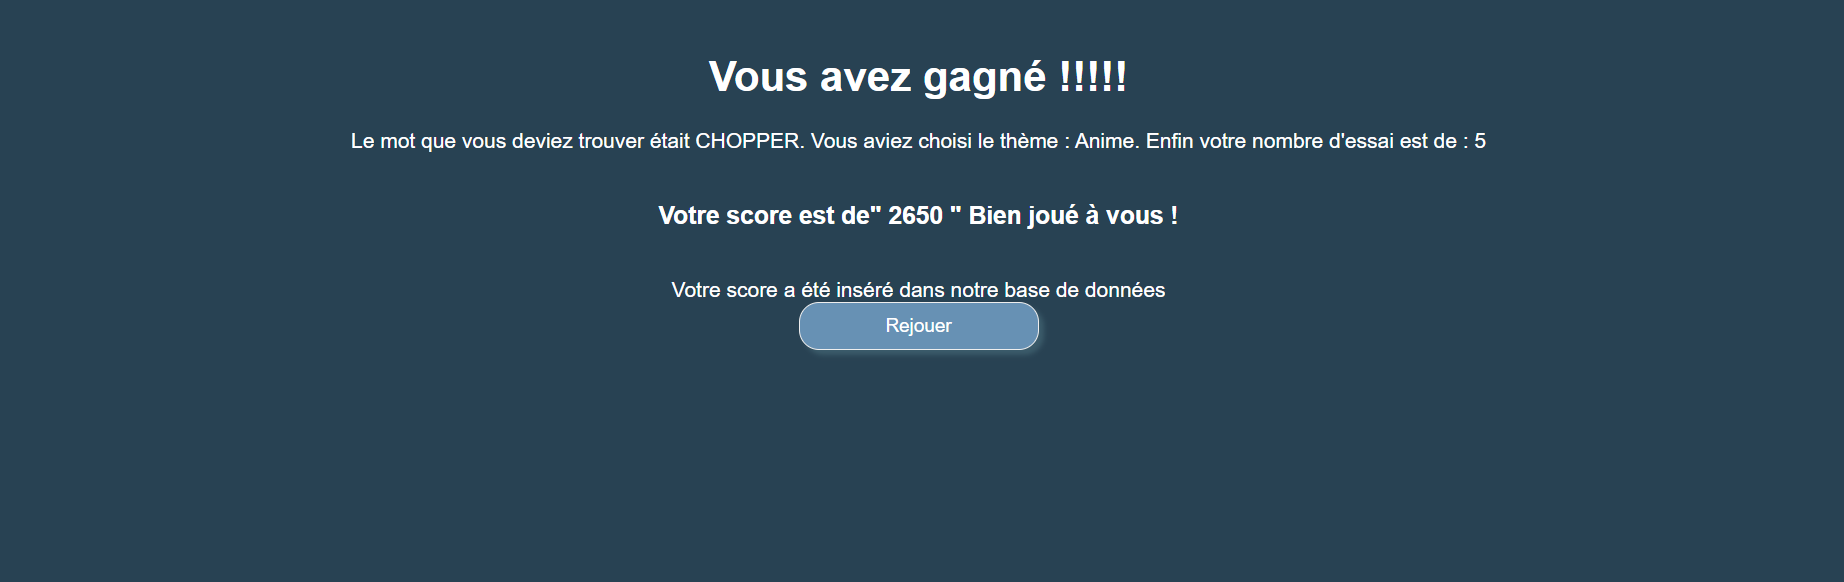 Vous avez gagné !!!!!
Le mot que vous deviez trouver était CHOPPER. Vous aviez choisi le thème : Anime. Enfin votre nombre d'essai est de : 5
Votre score est de" 2650 " Bien joué à vous !
Votre score a été inséré dans notre base de données
Rejouer